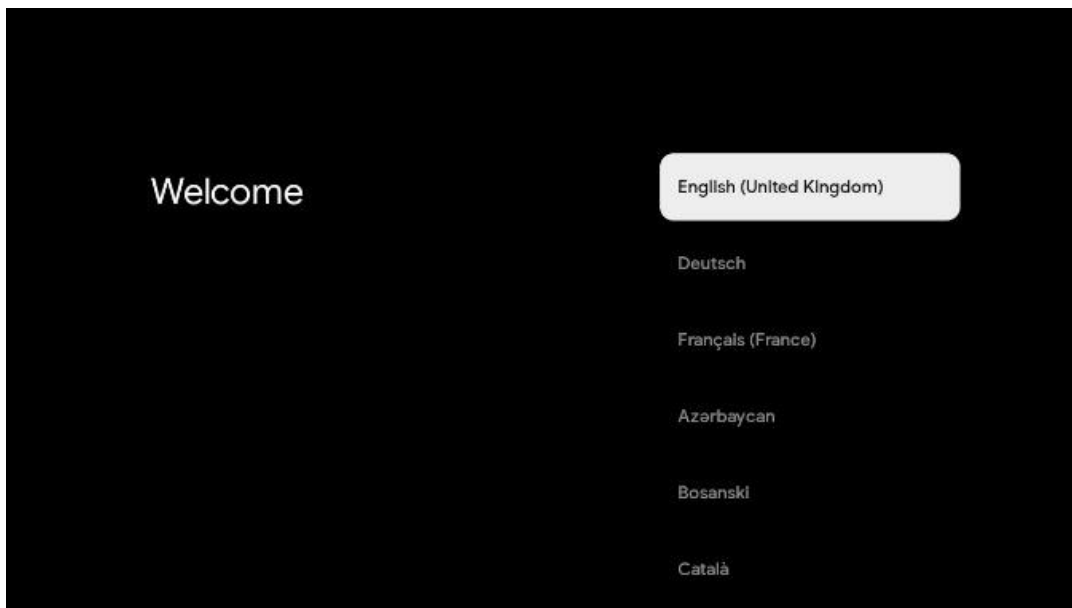 Welcome
English (United Kingdom)
Deutsch
Français (France)
Azərbaycan
Bosanski
Català